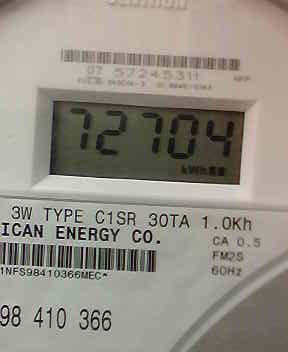 07 57245311
72704
kWh
3W TYPE C1SR 30TA 1.0Kh
ICAN ENERGY CO.
CA 0.5
FM2S
60Hz
1NFS98410366MEC*
98 410 366